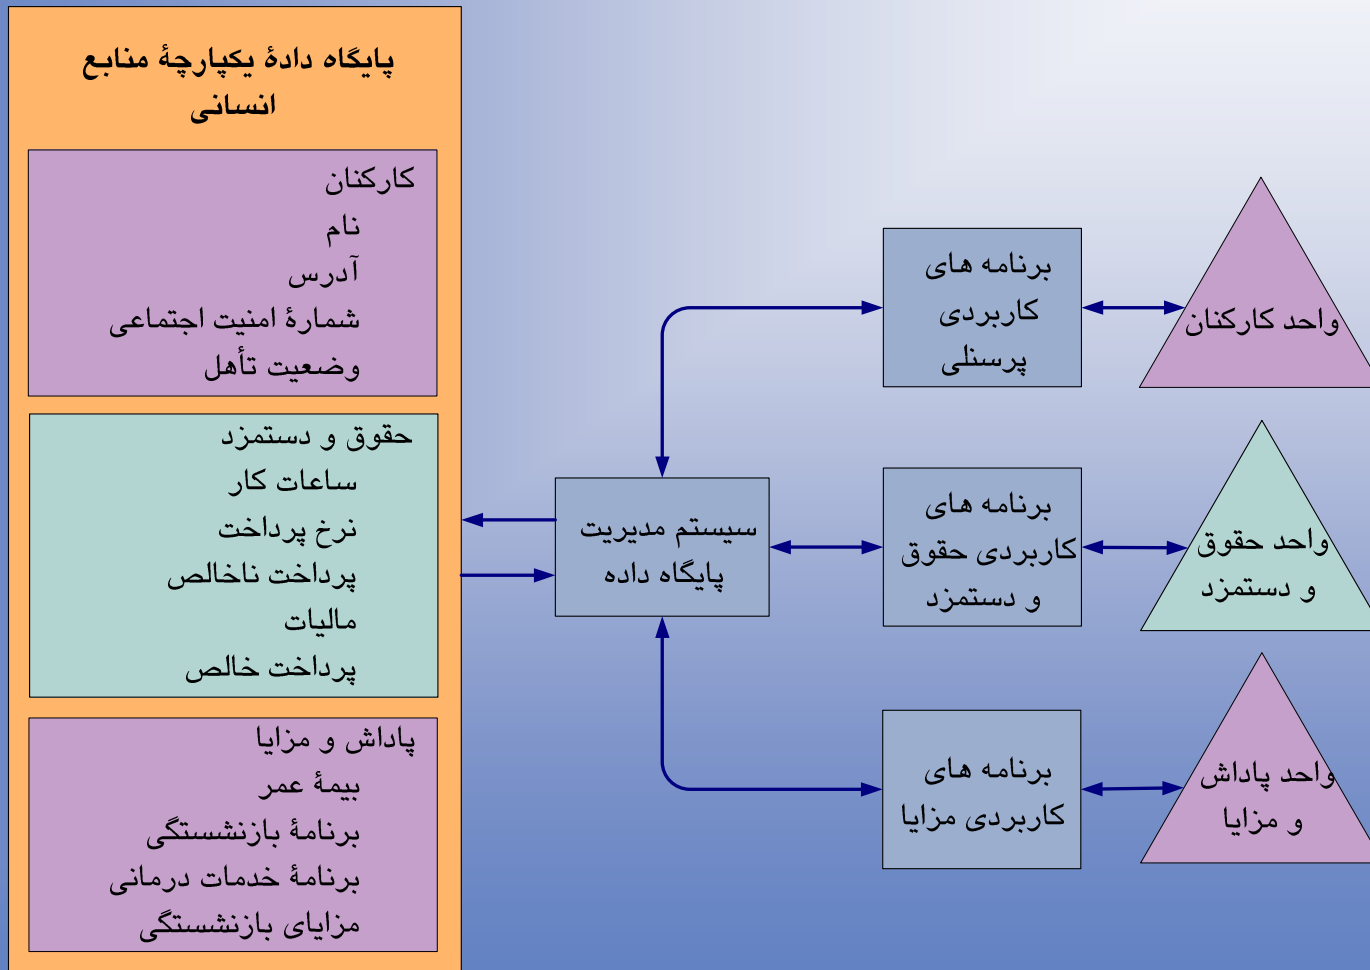 پایگاه دادهٔ یکپارچهٔ منابع
انسانی
کارکنان
نام
آدرس
شمارهٔ امنیت اجتماعی
وضعیت تأهل
حقوق و دستمزد
ساعات کار
نرخ پرداخت
پرداخت ناخالص
مالیات
پرداخت خالص
پاداش و مزایا
بیمهٔ عمر
برنامهٔ بازنشستگی
برنامهٔ خدمات درمانی
مزایای بازنشستگی
سیستم مدیریت
پایگاه داده
برنامه های
کاربردی
پرسنلی
برنامه های
کاربردی حقوق
و دستمزد
برنامه های
کاربردی مزایا
واحد کارکنان
واحد حقوق
و دستمزد
واحد پاداش
و مزایا